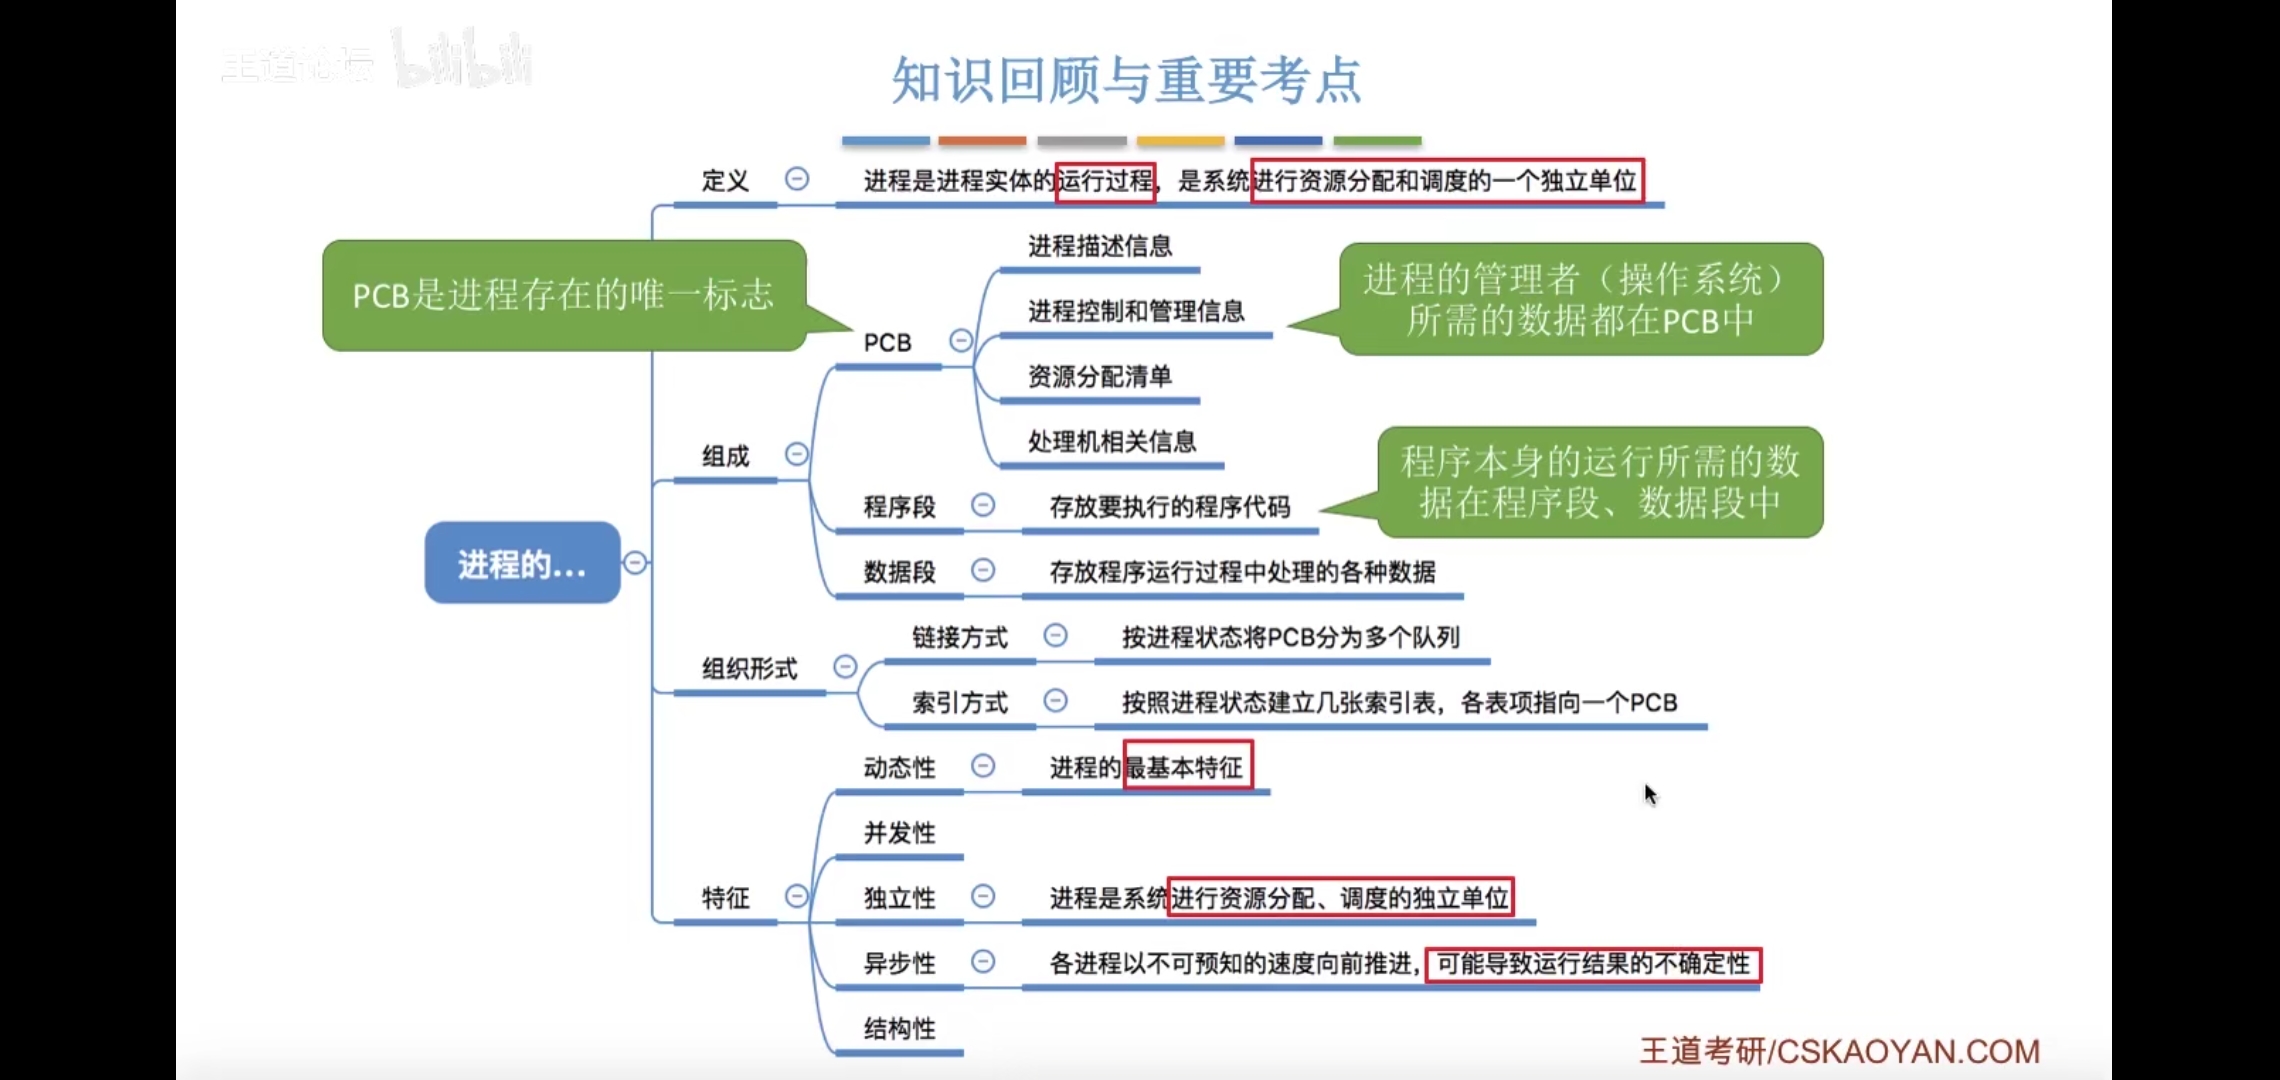 王道论坛 bilibili
知识回顾与重要考点
定义 进程是进程实体的运行过程，是系统进行资源分配和调度的一个独立单位
PCB是进程存在的唯一标志
进程描述信息
进程的管理者（操作系统）
所需的数据都在PCB中
进程控制和管理信息
PCB
资源分配清单
处理机相关信息
组成
程序本身的运行所需的数
据在程序段、数据段中
程序段 存放要执行的程序代码
进程的...
数据段 存放程序运行过程中处理的各种数据
链接方式 按进程状态将PCB分为多个队列
组织形式
索引方式 按照进程状态建立几张索引表，各表项指向一个PCB
动态性 进程的最基本特征
并发性
特征
独立性 进程是系统进行资源分配、调度的独立单位
异步性 各进程以不可预知的速度向前推进，可能导致运行结果的不确定性
结构性
王道考研/CSKAOYAN.COM